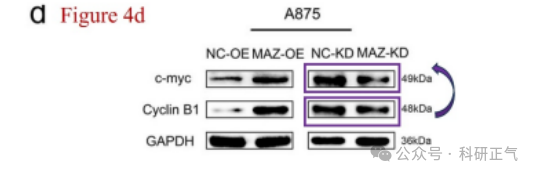 d Figure 4d
A875
NC-OE MAZ-OE NC-KD MAZ-KD
c-myc 49kDa
Cyclin B1 48kDa
GAPDH 36kDa
公众号·科研正气